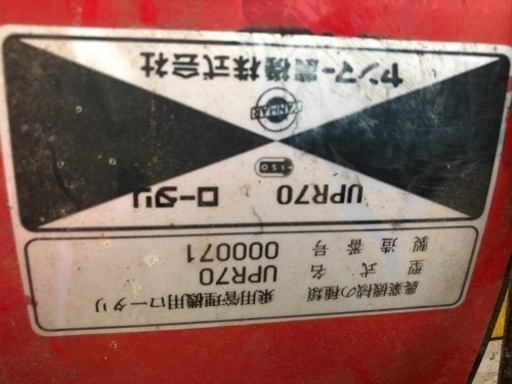 農業機械の種類 乗用管理機用ロータリ
型式名 UPR70
製造番号 000071
UPR70 ロータリ
ISO
YANMAR
ヤンマー農機株式会社